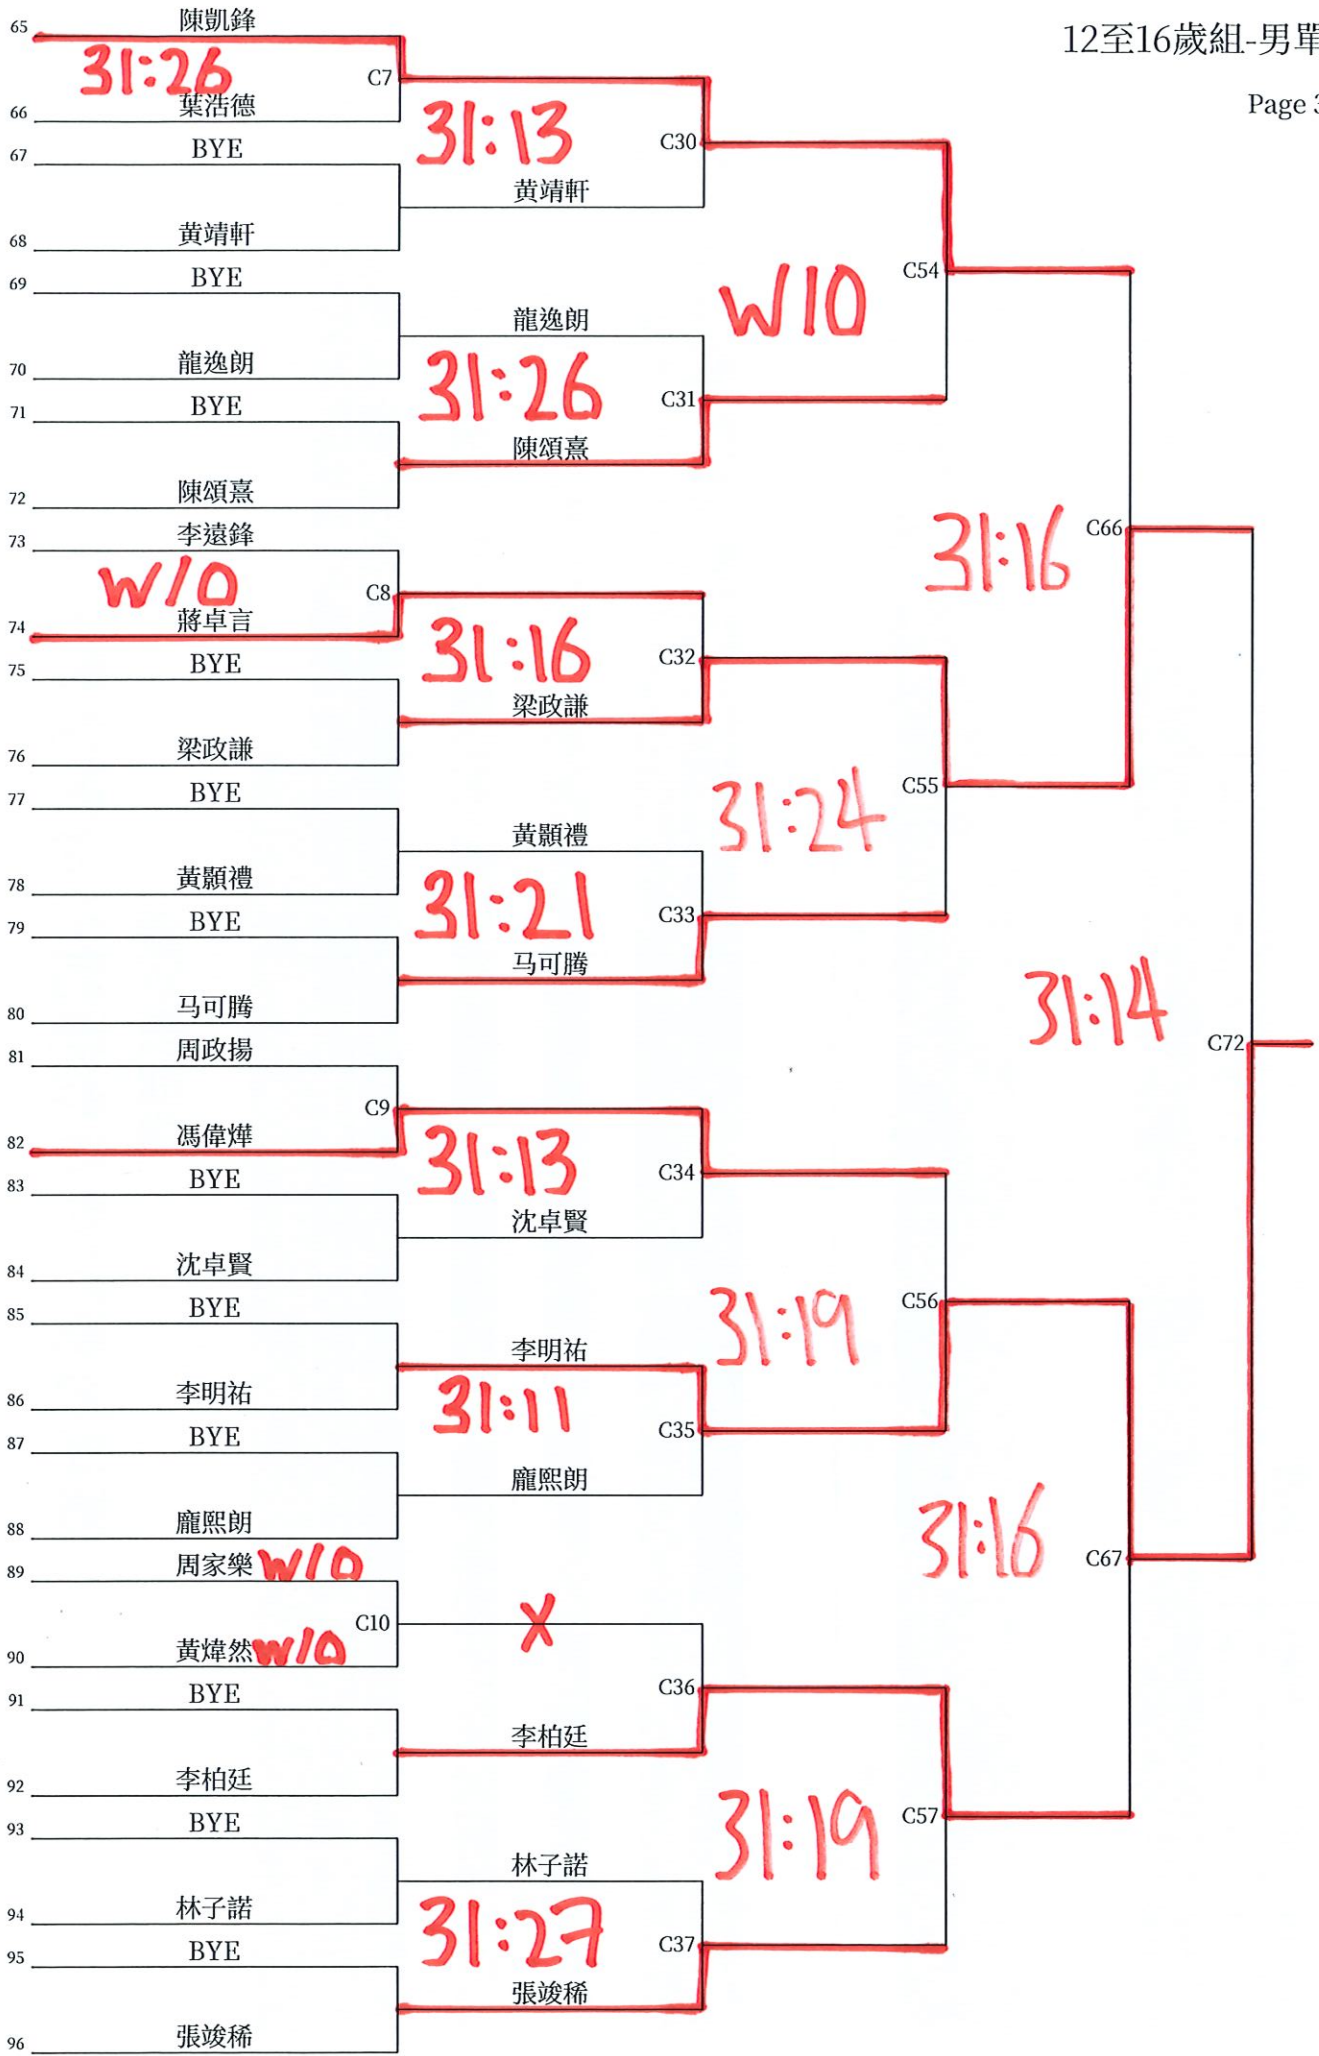 12至16歲組-男單
Page 3
65 陳凱鋒
31:26
C7
66 葉浩德
67 BYE
31:13
C30
黄靖軒
68 黄靖軒
69 BYE
龍逸朗
W/O
C54
70 龍逸朗
31:26
C31
71 BYE
陳頌熹
72 陳頌熹
73 李遠鋒
31:16
C66
W/O
C8
74 蔣卓言
75 BYE
31:16
C32
梁政謙
76 梁政謙
77 BYE
31:24
C55
黃顥禮
78 黃顥禮
31:21
C33
79 BYE
马可腾
80 马可腾
31:14
C72
81 周政揚
C9
82 馮偉燁
83 BYE
31:13
C34
沈卓賢
84 沈卓賢
85 BYE
31:19
C56
李明祐
86 李明祐
31:11
C35
87 BYE
龐熙朗
88 龐熙朗
31:16
C67
89 周家樂 W/O
C10
X
90 黃煒然 W/O
91 BYE
C36
李柏廷
92 李柏廷
93 BYE
31:19
C57
林子諾
94 林子諾
31:27
C37
95 BYE
張竣稀
96 張竣稀